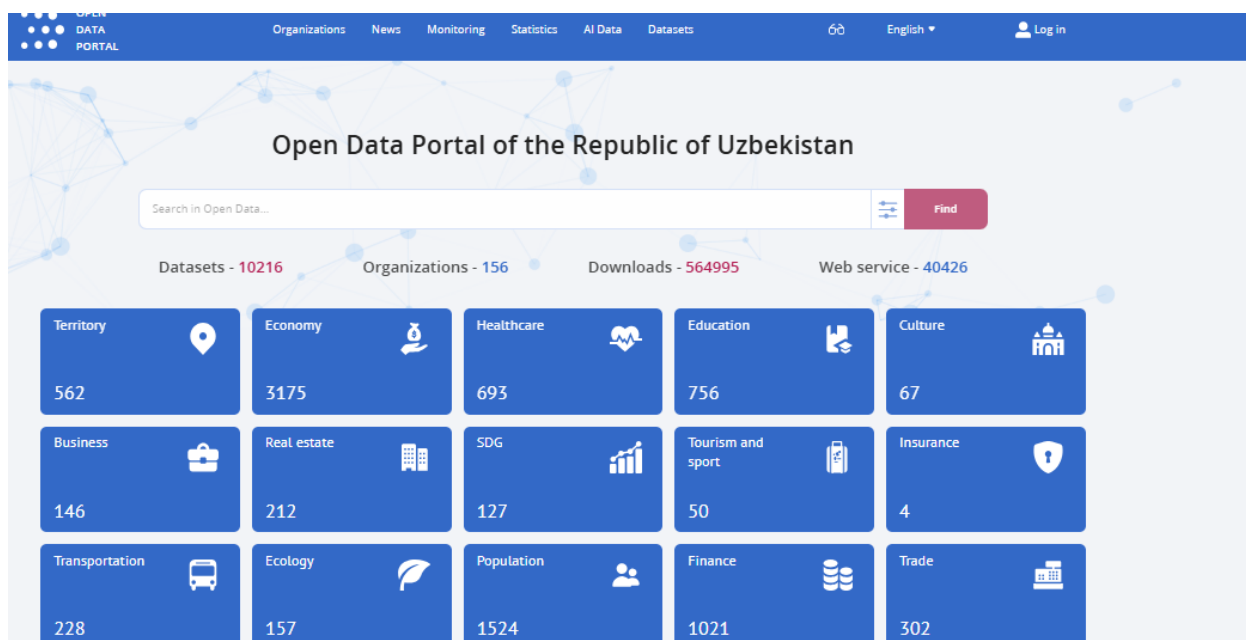 OPEN
DATA
PORTAL
Organizations News Monitoring Statistics AI Data Datasets English Log in
Open Data Portal of the Republic of Uzbekistan
Search in Open Data... Find
Datasets - 10216 Organizations - 156 Downloads - 564995 Web service - 40426
Territory
562
Economy
3175
Healthcare
693
Education
756
Culture
67
Business
146
Real estate
212
SDG
127
Tourism and
sport
50
Insurance
4
Transportation
228
Ecology
157
Population
1524
Finance
1021
Trade
302